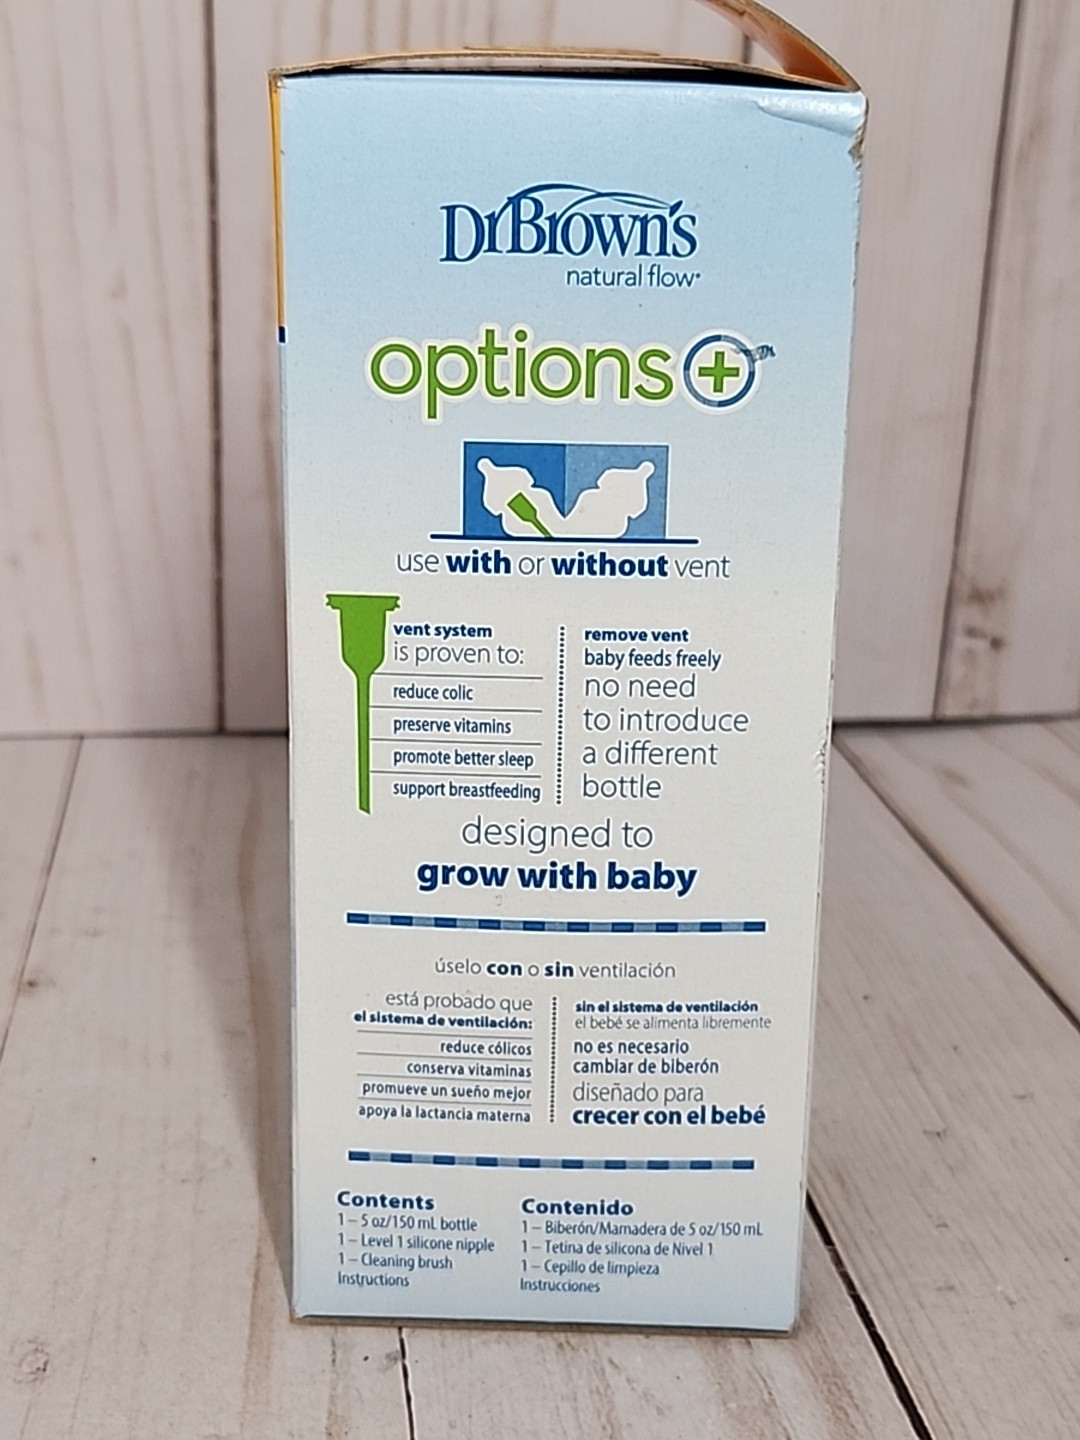 Dr Brown's
natural flow®
options+™
use with or without vent
vent system
is proven to:
reduce colic
preserve vitamins
promote better sleep
support breastfeeding
remove vent
baby feeds freely
no need
to introduce
a different
bottle
designed to
grow with baby
úselo con o sin ventilación
está probado que
el sistema de ventilación:
reduce cólicos
conserva vitaminas
promueve un sueño mejor
apoya la lactancia materna
sin el sistema de ventilación
el bebé se alimenta libremente
no es necesario
cambiar de biberón
diseñado para
crecer con el bebé
Contents
1 – 5 oz/150 mL bottle
1 – Level 1 silicone nipple
1 – Cleaning brush
Instructions
Contenido
1 – Biberón/Mamadera de 5 oz/150 mL
1 – Tetina de silicona de Nivel 1
1 – Cepillo de limpieza
Instrucciones